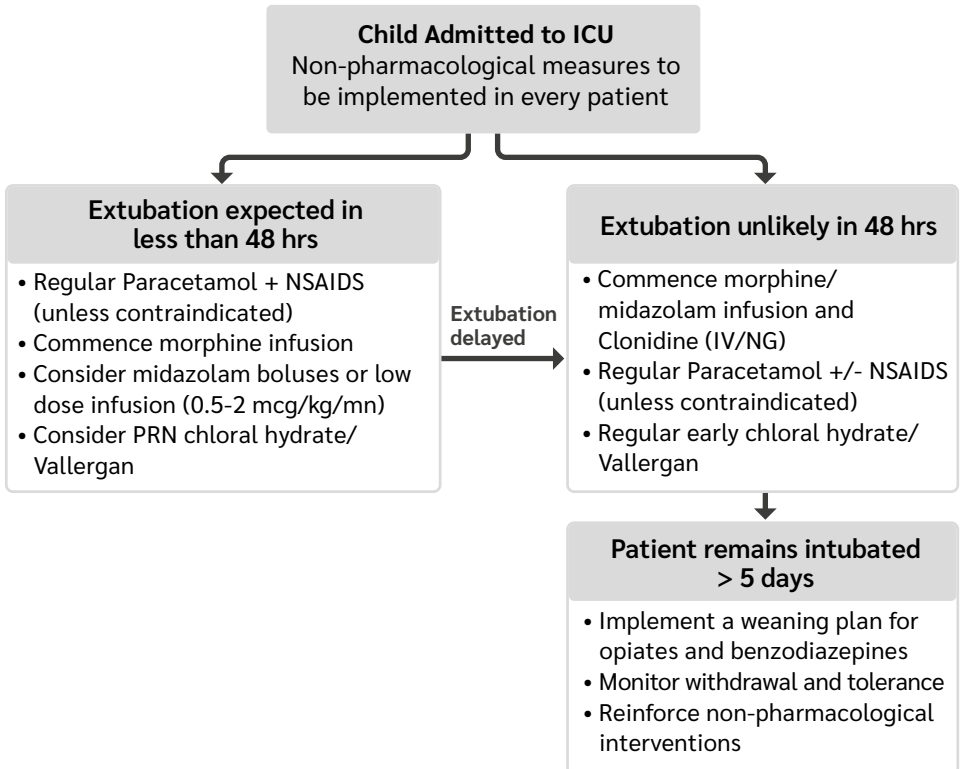 Child Admitted to ICU
Non-pharmacological measures to
be implemented in every patient
Extubation expected in
less than 48 hrs
• Regular Paracetamol + NSAIDS
(unless contraindicated)
• Commence morphine infusion
• Consider midazolam boluses or low
dose infusion (0.5-2 mcg/kg/mn)
• Consider PRN chloral hydrate/
Vallergan
Extubation
delayed
Extubation unlikely in 48 hrs
• Commence morphine/
midazolam infusion and
Clonidine (IV/NG)
• Regular Paracetamol +/- NSAIDS
(unless contraindicated)
• Regular early chloral hydrate/
Vallergan
Patient remains intubated
> 5 days
• Implement a weaning plan for
opiates and benzodiazepines
• Monitor withdrawal and tolerance
• Reinforce non-pharmacological
interventions